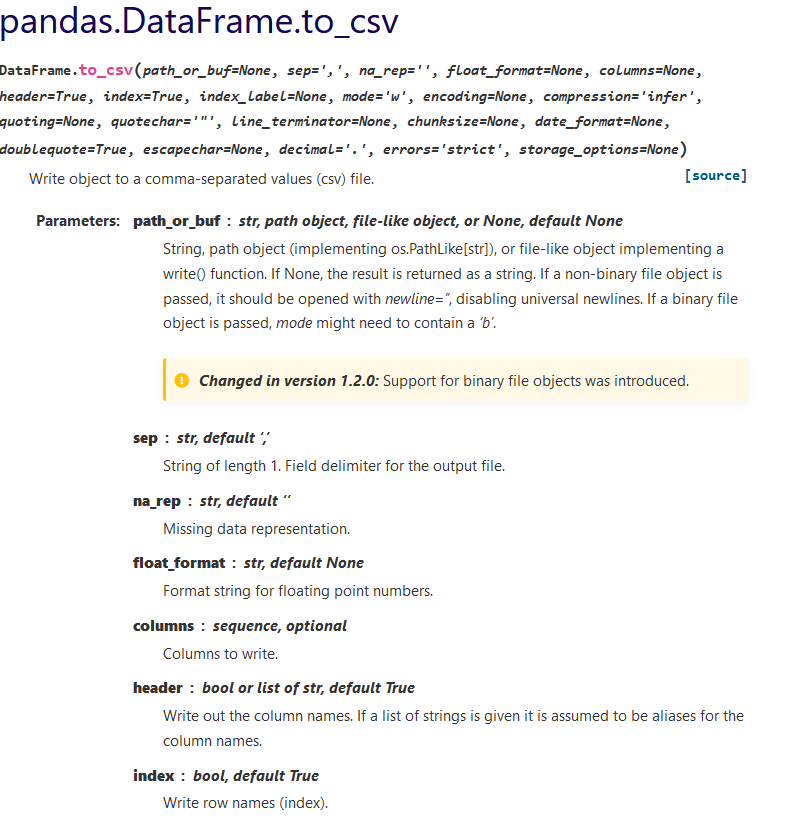 pandas.DataFrame.to_csv
DataFrame.to_csv(path_or_buf=None, sep=',', na_rep='', float_format=None, columns=None,
header=True, index=True, index_label=None, mode='w', encoding=None, compression='infer',
quoting=None, quotechar='"', line_terminator=None, chunksize=None, date_format=None,
doublequote=True, escapechar=None, decimal='.', errors='strict', storage_options=None)
[source]
Write object to a comma-separated values (csv) file.
Parameters: path_or_buf : str, path object, file-like object, or None, default None
String, path object (implementing os.PathLike[str]), or file-like object implementing a
write() function. If None, the result is returned as a string. If a non-binary file object is
passed, it should be opened with newline=”, disabling universal newlines. If a binary file
object is passed, mode might need to contain a ‘b’.
Changed in version 1.2.0: Support for binary file objects was introduced.
sep : str, default ‘,’
String of length 1. Field delimiter for the output file.
na_rep : str, default ‘’
Missing data representation.
float_format : str, default None
Format string for floating point numbers.
columns : sequence, optional
Columns to write.
header : bool or list of str, default True
Write out the column names. If a list of strings is given it is assumed to be aliases for the
column names.
index : bool, default True
Write row names (index).